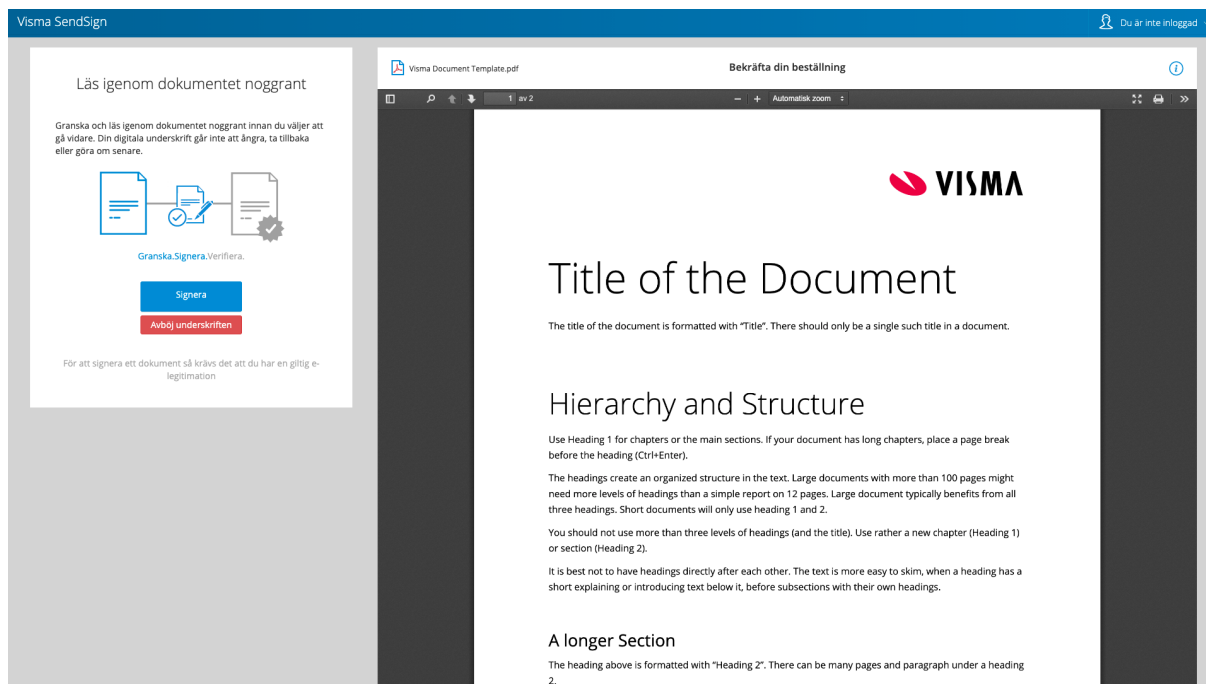 Visma SendSign
Du är inte inloggad
Läs igenom dokumentet noggrant
Granska och läs igenom dokumentet noggrant innan du väljer att
gå vidare. Din digitala underskrift går inte att ångra, ta tillbaka
eller göra om senare.
Granska.Signera.Verifiera.
Signera
Avböj underskriften
För att signera ett dokument så krävs det att du har en giltig e-
legitimation
Visma Document Template.pdf
Bekräfta din beställning
1 av 2
Automatisk zoom
VISMA
Title of the Document
The title of the document is formatted with “Title”. There should only be a single such title in a document.
Hierarchy and Structure
Use Heading 1 for chapters or the main sections. If your document has long chapters, place a page break
before the heading (Ctrl+Enter).
The headings create an organized structure in the text. Large documents with more than 100 pages might
need more levels of headings than a simple report on 12 pages. Large document typically benefits from all
three headings. Short documents will only use heading 1 and 2.
You should not use more than three levels of headings (and the title). Use rather a new chapter (Heading 1)
or section (Heading 2).
It is best not to have headings directly after each other. The text is more easy to skim, when a heading has a
short explaining or introducing text below it, before subsections with their own headings.
A longer Section
The heading above is formatted with “Heading 2”. There can be many pages and paragraph under a heading
2.